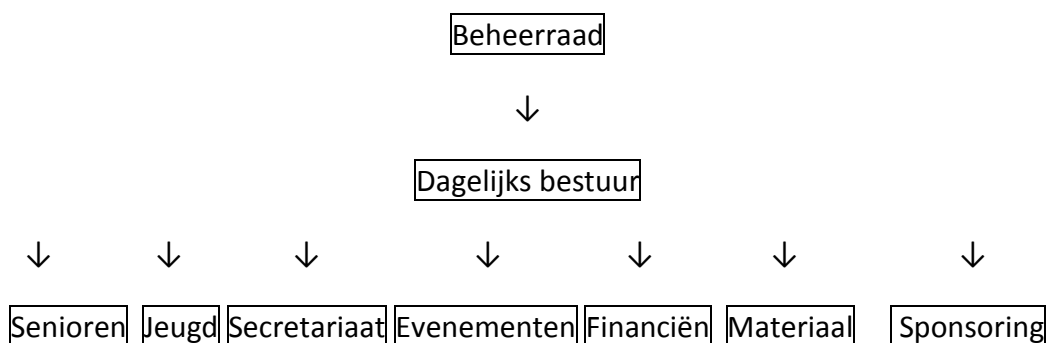 Beheerraad
↓
Dagelijks bestuur
↓ ↓ ↓ ↓ ↓ ↓ ↓
Senioren Jeugd Secretariaat Evenementen Financiën Materiaal Sponsoring